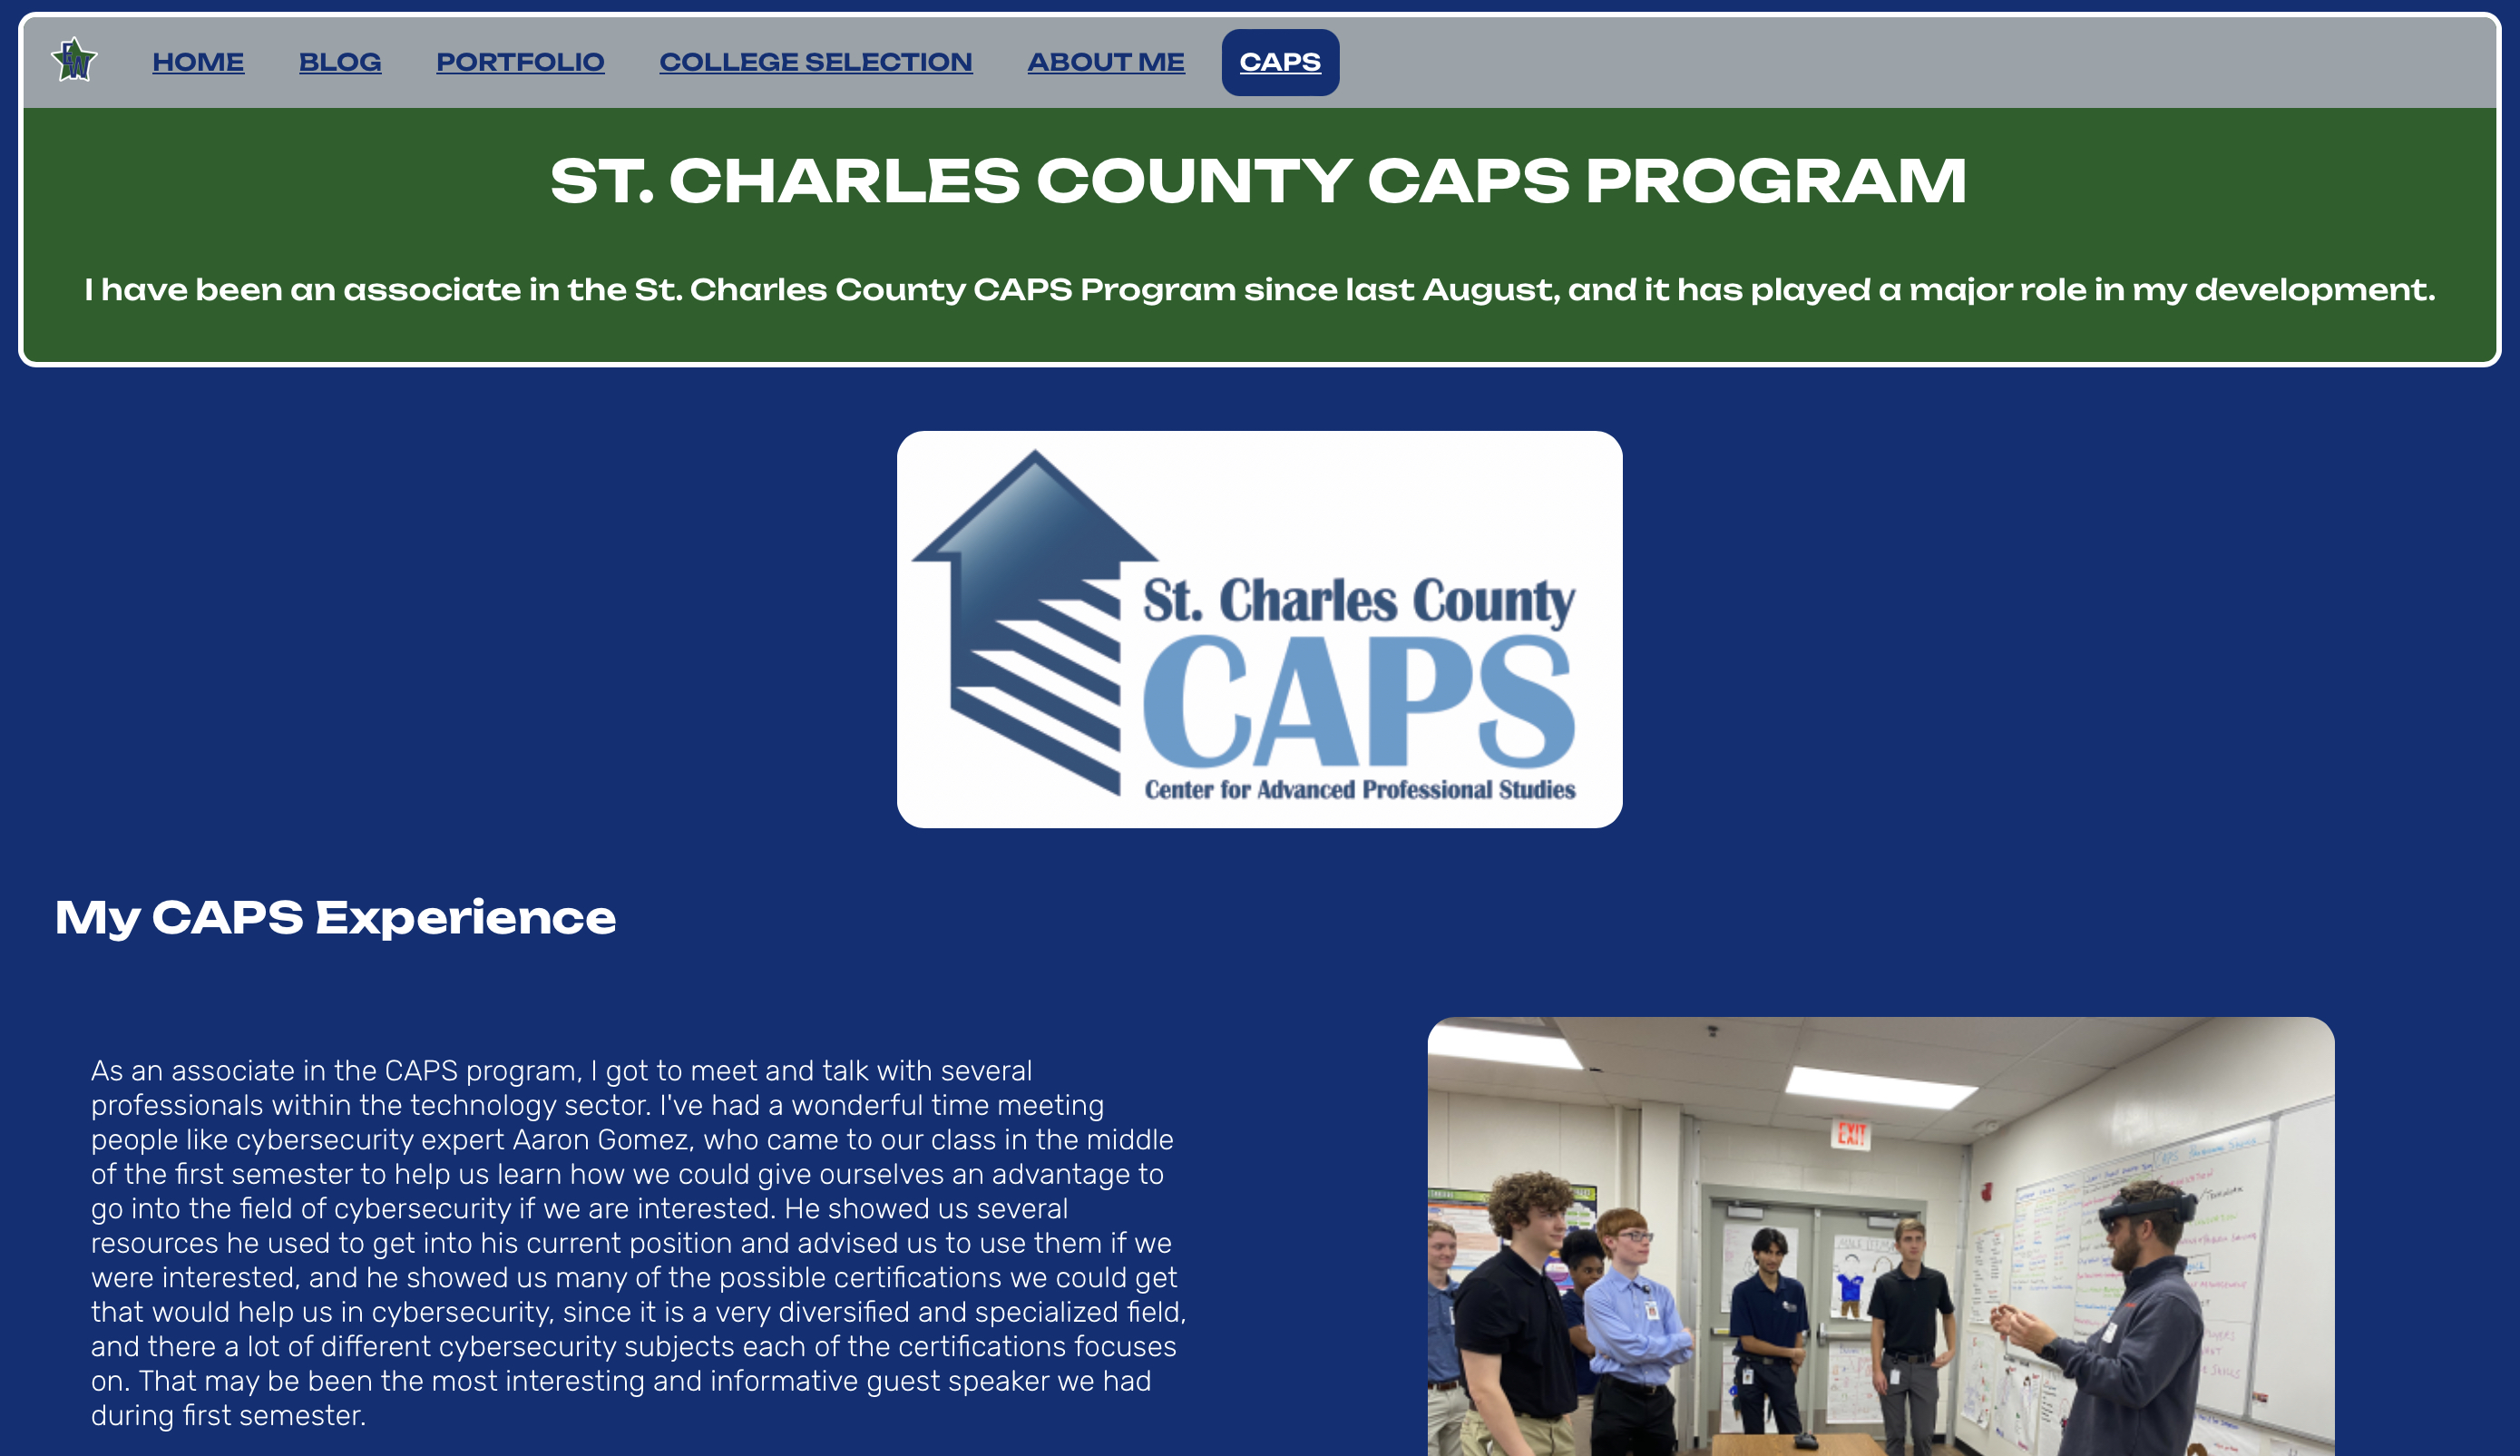 EW
HOME BLOG PORTFOLIO COLLEGE SELECTION ABOUT ME CAPS
ST. CHARLES COUNTY CAPS PROGRAM
I have been an associate in the St. Charles County CAPS Program since last August, and it has played a major role in my development.
St. Charles County
CAPS
Center for Advanced Professional Studies
My CAPS Experience
As an associate in the CAPS program, I got to meet and talk with several
professionals within the technology sector. I've had a wonderful time meeting
people like cybersecurity expert Aaron Gomez, who came to our class in the middle
of the first semester to help us learn how we could give ourselves an advantage to
go into the field of cybersecurity if we are interested. He showed us several
resources he used to get into his current position and advised us to use them if we
were interested, and he showed us many of the possible certifications we could get
that would help us in cybersecurity, since it is a very diversified and specialized field,
and there a lot of different cybersecurity subjects each of the certifications focuses
on. That may be been the most interesting and informative guest speaker we had
during first semester.
EXIT